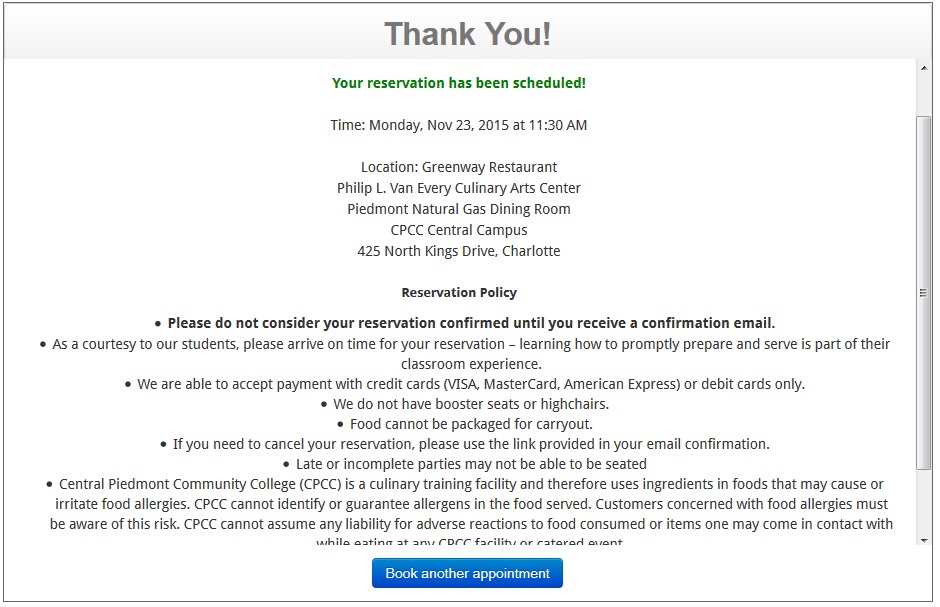 Thank You!
Your reservation has been scheduled!
Time: Monday, Nov 23, 2015 at 11:30 AM
Location: Greenway Restaurant
Philip L. Van Every Culinary Arts Center
Piedmont Natural Gas Dining Room
CPCC Central Campus
425 North Kings Drive, Charlotte
Reservation Policy
• Please do not consider your reservation confirmed until you receive a confirmation email.
• As a courtesy to our students, please arrive on time for your reservation – learning how to promptly prepare and serve is part of their
classroom experience.
• We are able to accept payment with credit cards (VISA, MasterCard, American Express) or debit cards only.
• We do not have booster seats or highchairs.
• Food cannot be packaged for carryout.
• If you need to cancel your reservation, please use the link provided in your email confirmation.
• Late or incomplete parties may not be able to be seated
• Central Piedmont Community College (CPCC) is a culinary training facility and therefore uses ingredients in foods that may cause or
irritate food allergies. CPCC cannot identify or guarantee allergens in the food served. Customers concerned with food allergies must
be aware of this risk. CPCC cannot assume any liability for adverse reactions to food consumed or items one may come in contact with
while eating at any CPCC facility or catered event.
Book another appointment